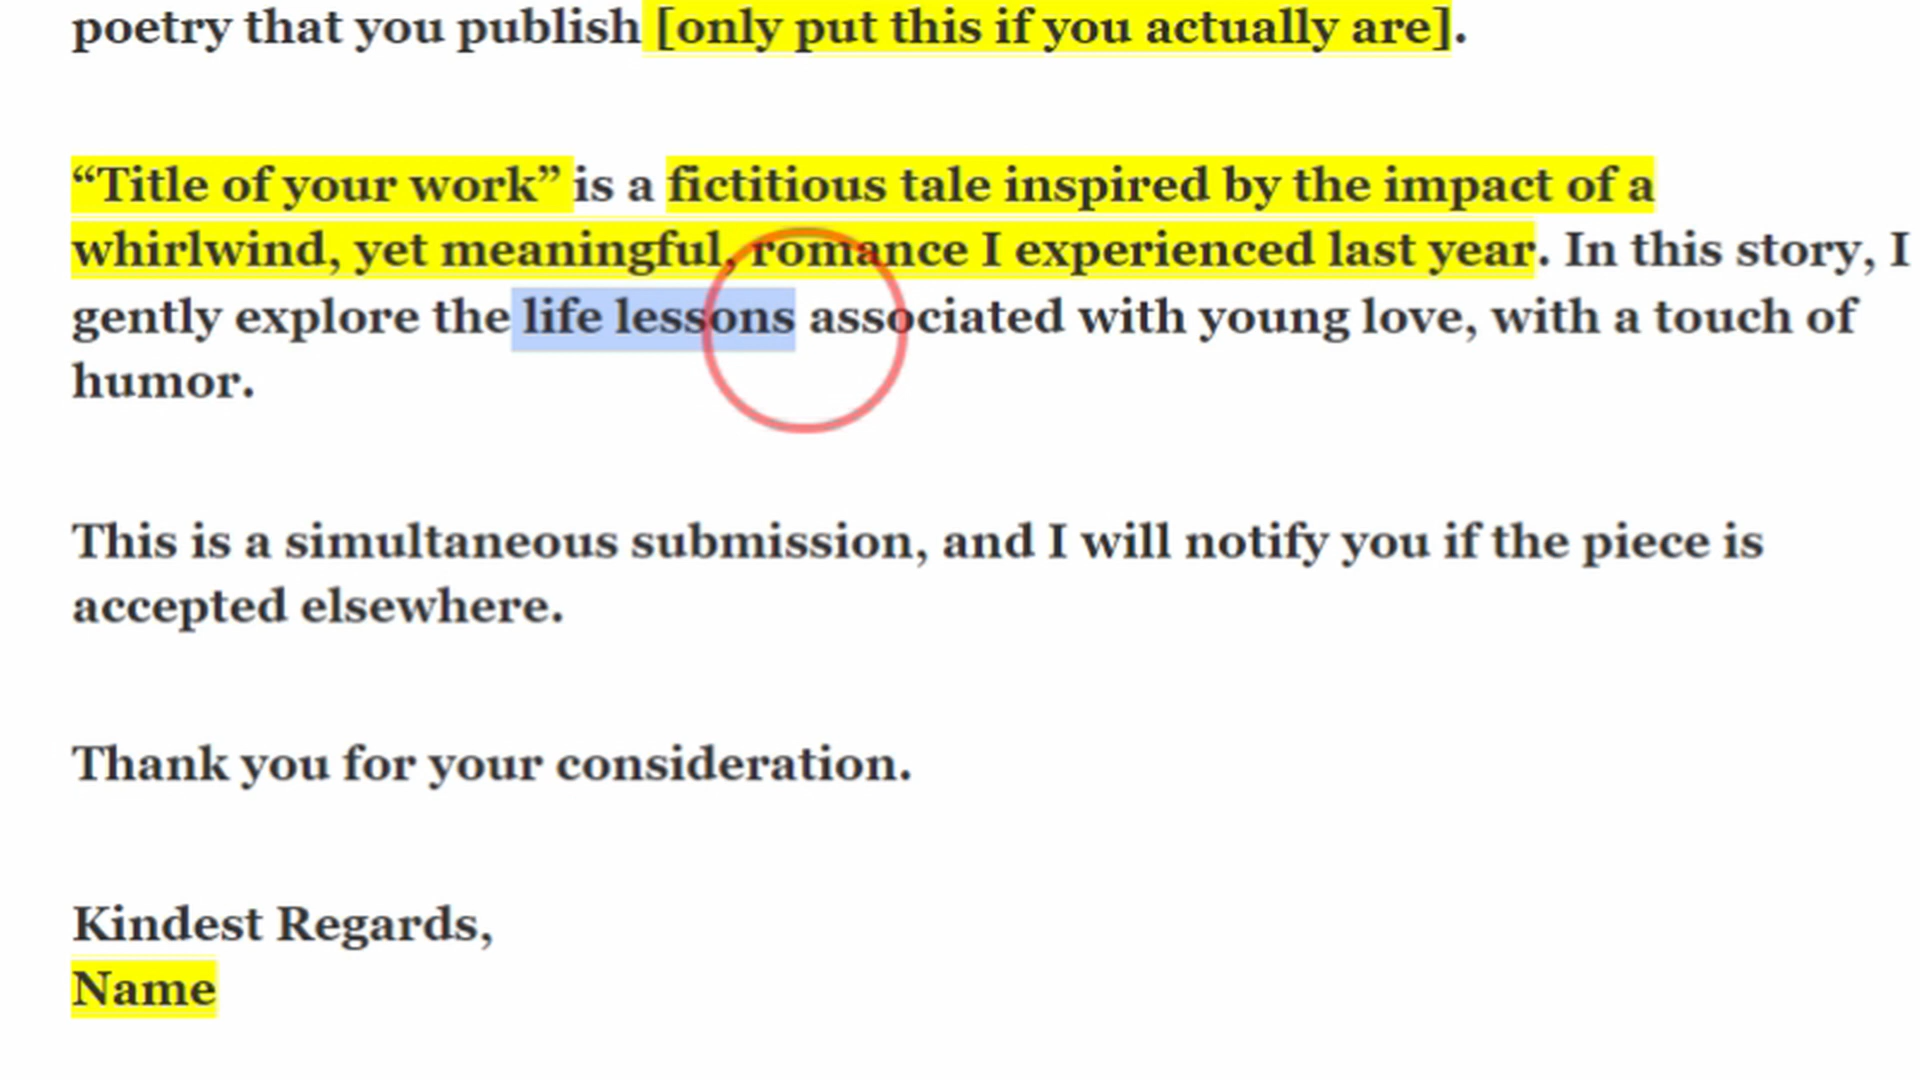 poetry that you publish [only put this if you actually are].
“Title of your work” is a fictitious tale inspired by the impact of a
whirlwind, yet meaningful, romance I experienced last year. In this story, I
gently explore the life lessons associated with young love, with a touch of
humor.
This is a simultaneous submission, and I will notify you if the piece is
accepted elsewhere.
Thank you for your consideration.
Kindest Regards,
Name